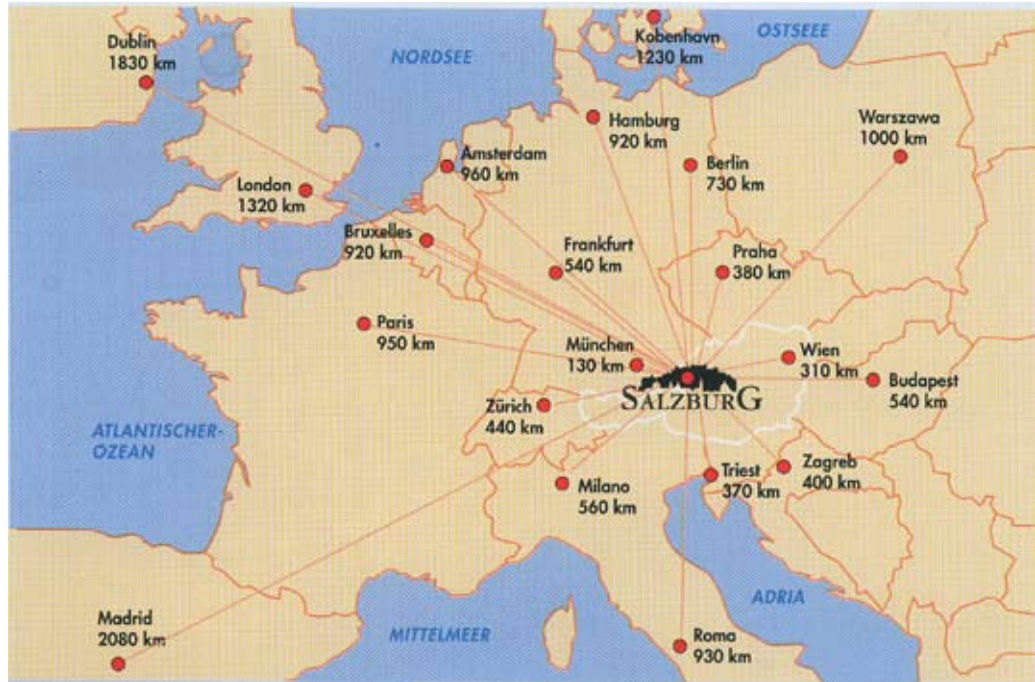 Dublin
1830 km
NORDSEE
Kobenhavn
1230 km
OSTSEEE
Hamburg
920 km
Warszawa
1000 km
Amsterdam
960 km
Berlin
730 km
London
1320 km
Bruxelles
920 km
Frankfurt
540 km
Praha
380 km
Paris
950 km
München
130 km
Wien
310 km
Budapest
540 km
SALZBURG
Zürich
440 km
ATLANTISCHER-
OZEAN
Milano
560 km
Triest
370 km
Zagreb
400 km
Madrid
2080 km
MITTELMEER
ADRIA
Roma
930 km